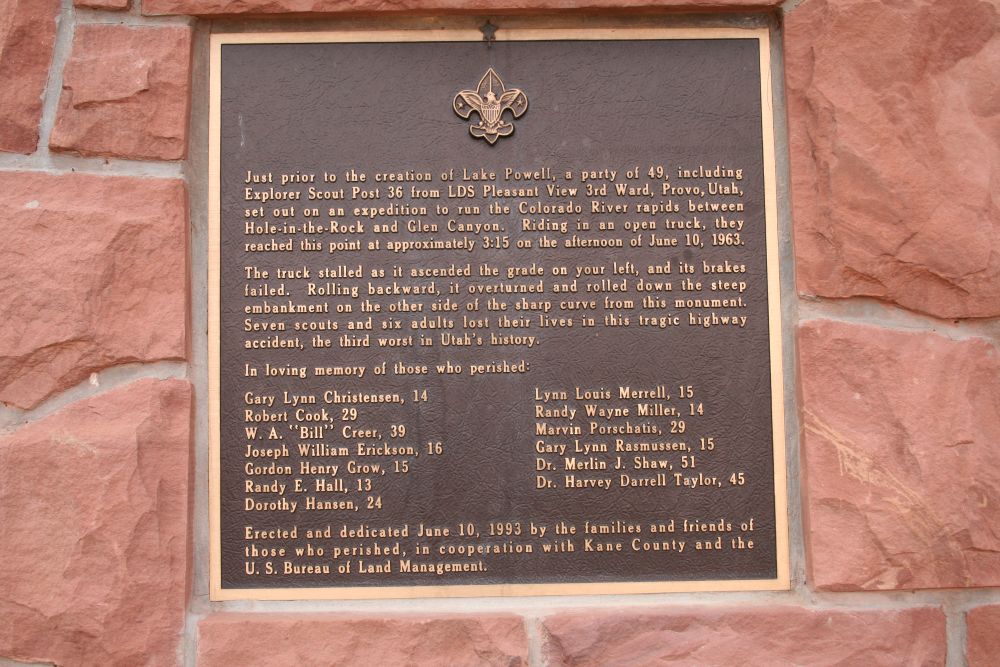 Just prior to the creation of Lake Powell, a party of 49, including
Explorer Scout Post 36 from LDS Pleasant View 3rd Ward, Provo, Utah,
set out on an expedition to run the Colorado River rapids between
Hole-in-the-Rock and Glen Canyon. Riding in an open truck, they
reached this point at approximately 3:15 on the afternoon of June 10, 1963.
The truck stalled as it ascended the grade on your left, and its brakes
failed. Rolling backward, it overturned and rolled down the steep
embankment on the other side of the sharp curve from this monument.
Seven scouts and six adults lost their lives in this tragic highway
accident, the third worst in Utah's history.
In loving memory of those who perished:
Gary Lynn Christensen, 14
Robert Cook, 29
W. A. "Bill" Creer, 39
Joseph William Erickson, 16
Gordon Henry Grow, 15
Randy E. Hall, 13
Dorothy Hansen, 24
Lynn Louis Merrell, 15
Randy Wayne Miller, 14
Marvin Porschatis, 29
Gary Lynn Rasmussen, 15
Dr. Merlin J. Shaw, 51
Dr. Harvey Darrell Taylor, 45
Erected and dedicated June 10, 1993 by the families and friends of
those who perished, in cooperation with Kane County and the
U. S. Bureau of Land Management.